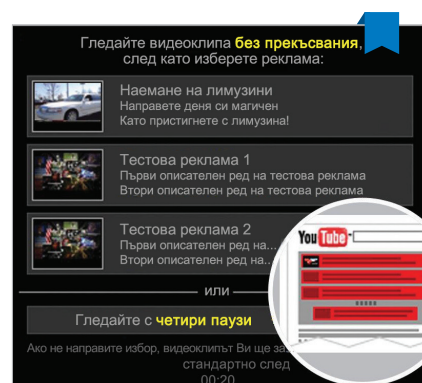 Гледайте видеоклипа без прекъсвания,
след като изберете реклама:
Наемане на лимузини
Направете деня си магичен
Като пристигнете с лимузина!
Тестова реклама 1
Първи описателен ред на тестова реклама
Втори описателен ред на тестова реклама
Тестова реклама 2
Първи описателен ред на...
Втори описателен ред на...
You Tube
или
Гледайте с четири паузи
Ако не направите избор, видеоклипът Ви ще за
стандартно след
00:20